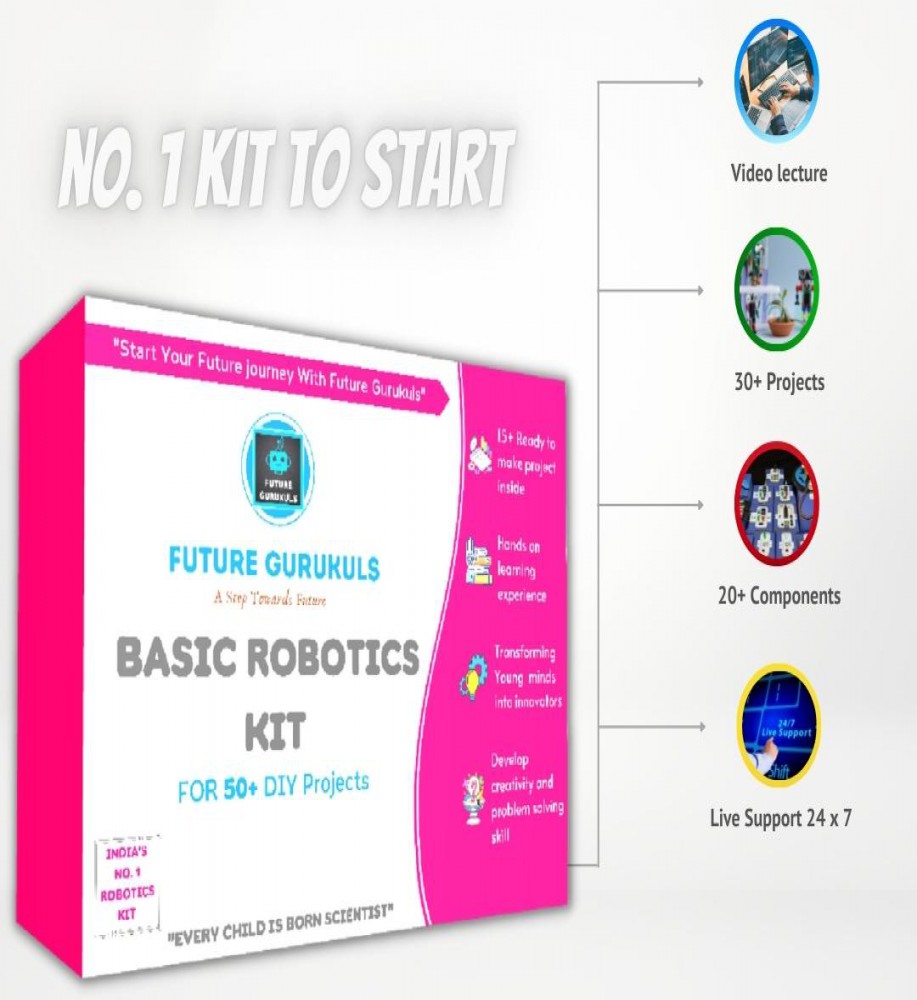 NO. 1 KIT TO START
"Start Your Future journey With Future Gurukuls"
FUTURE
GURUKULS
FUTURE GURUKULS
A Step Towards Future
BASIC ROBOTICS
KIT
FOR 50+ DIY Projects
INDIA'S
NO. 1
ROBOTICS
KIT
"EVERY CHILD IS BORN SCIENTIST"
15+ Ready to
make project
inside
Hands on
learning
experience
Transforming
Young minds
into innovators
Develop
creativity and
problem solving
skill
Video lecture
30+ Projects
20+ Components
24/7
Live Support
Shift
Live Support 24 x 7